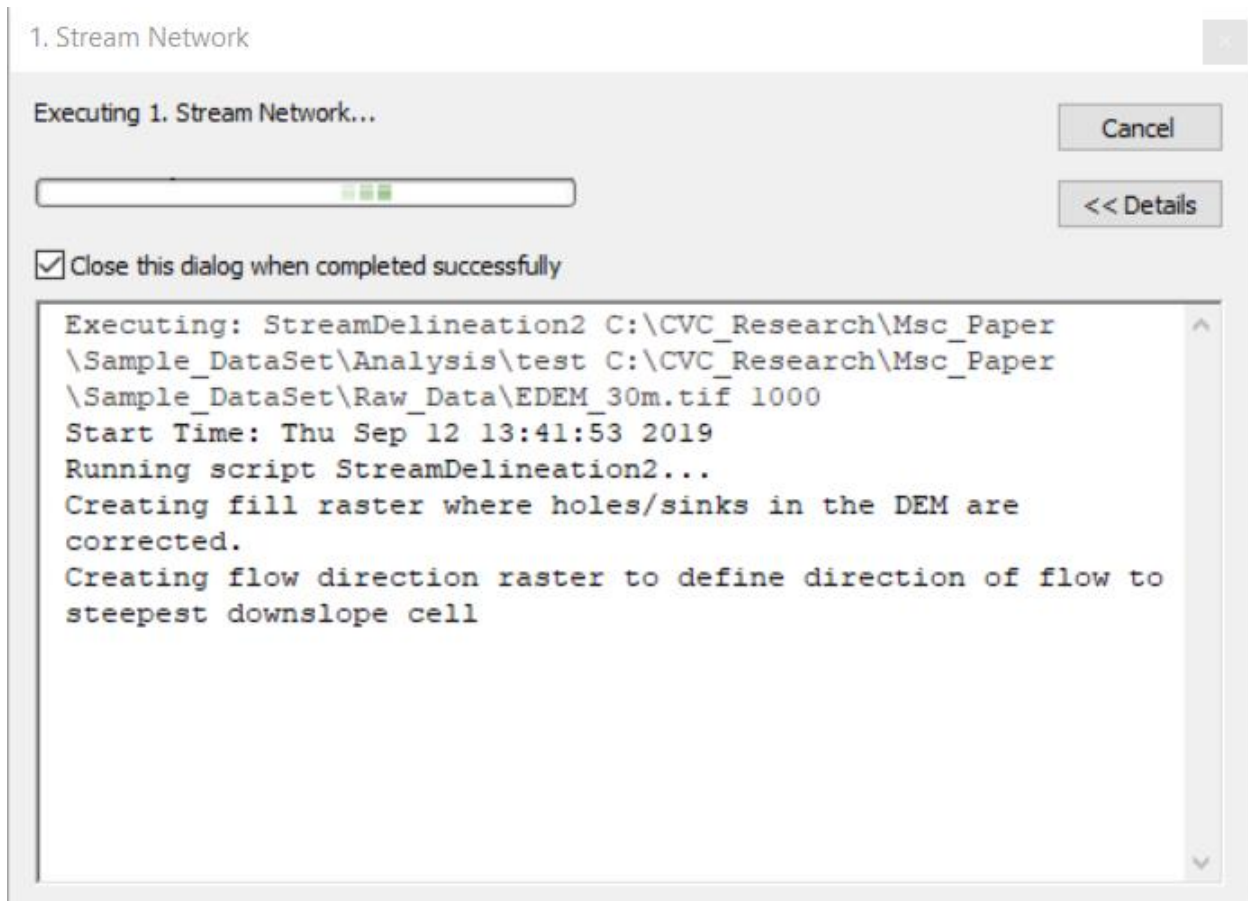 1. Stream Network
Executing 1. Stream Network...
Cancel
<< Details
Close this dialog when completed successfully
Executing: StreamDelineation2 C:\CVC_Research\Msc_Paper
\Sample_DataSet\Analysis\test C:\CVC_Research\Msc_Paper
\Sample_DataSet\Raw_Data\EDEM_30m.tif 1000
Start Time: Thu Sep 12 13:41:53 2019
Running script StreamDelineation2...
Creating fill raster where holes/sinks in the DEM are
corrected.
Creating flow direction raster to define direction of flow to
steepest downslope cell